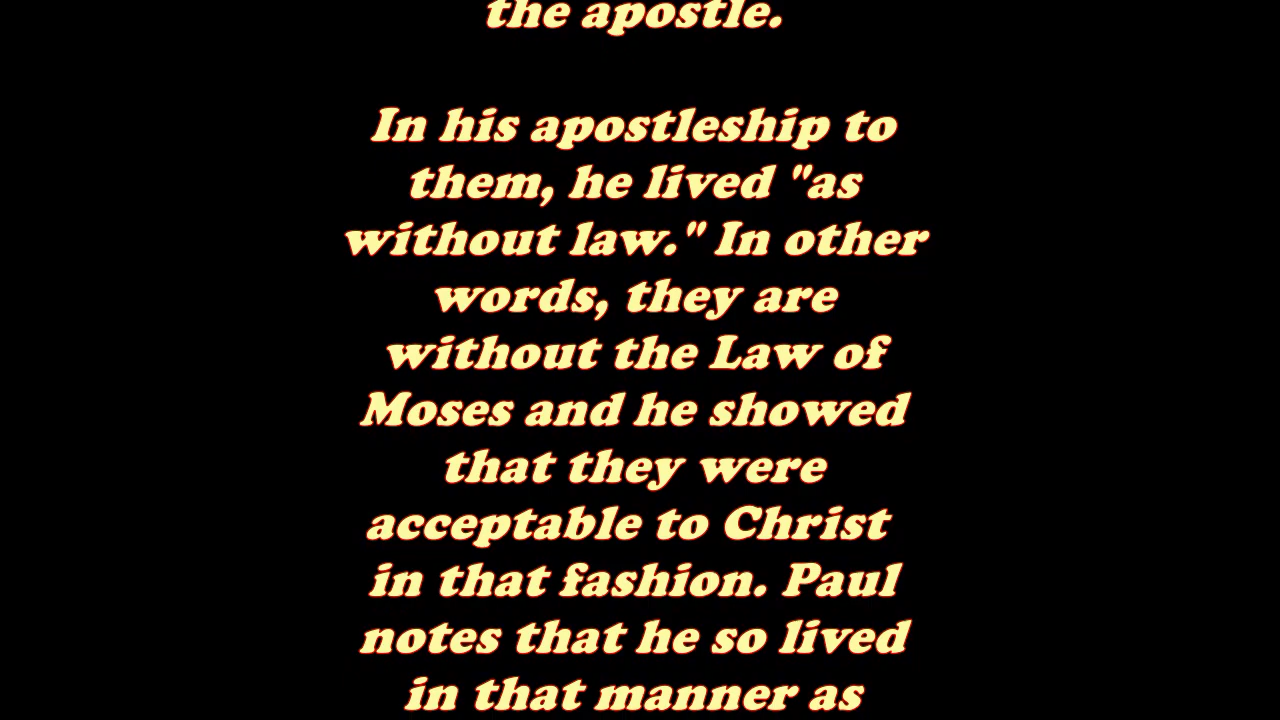 the apostle.
In his apostleship to
them, he lived "as
without law." In other
words, they are
without the Law of
Moses and he showed
that they were
acceptable to Christ
in that fashion. Paul
notes that he so lived
in that manner as